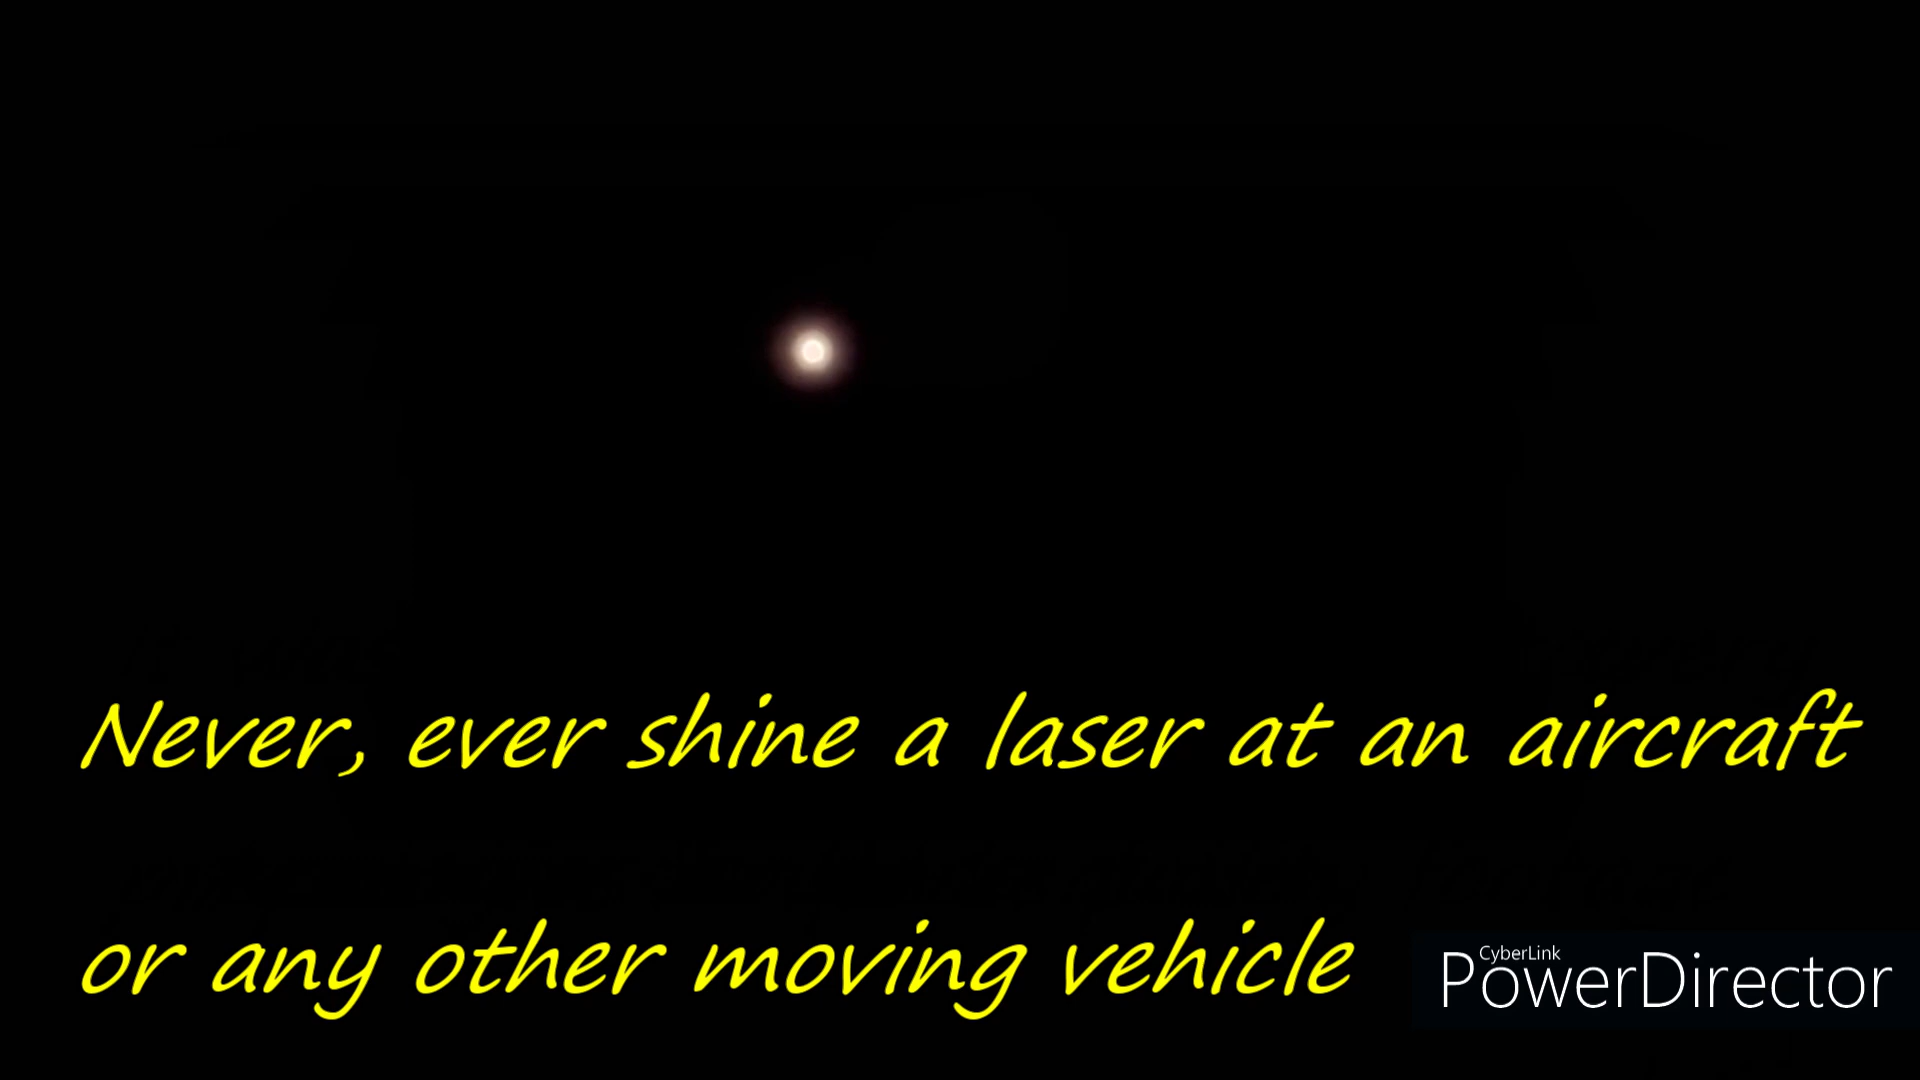 Never, ever shine a laser at an aircraft
or any other moving vehicle
CyberLink
PowerDirector